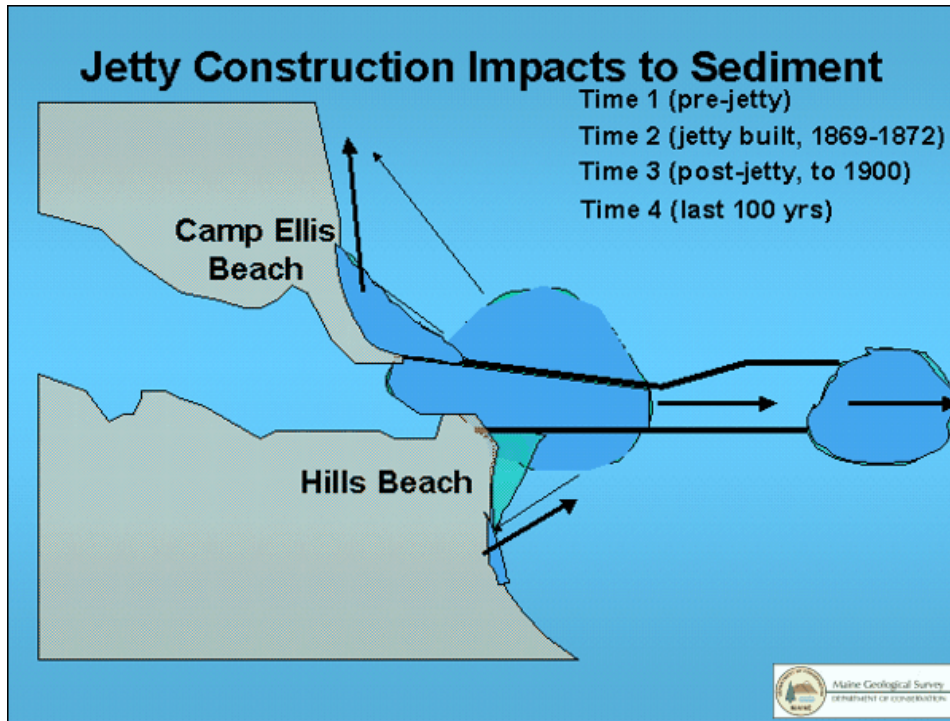 Jetty Construction Impacts to Sediment
Time 1 (pre-jetty)
Time 2 (jetty built, 1869-1872)
Time 3 (post-jetty, to 1900)
Time 4 (last 100 yrs)
Camp Ellis
Beach
Hills Beach
Maine Geological Survey
DEPARTMENT OF CONSERVATION